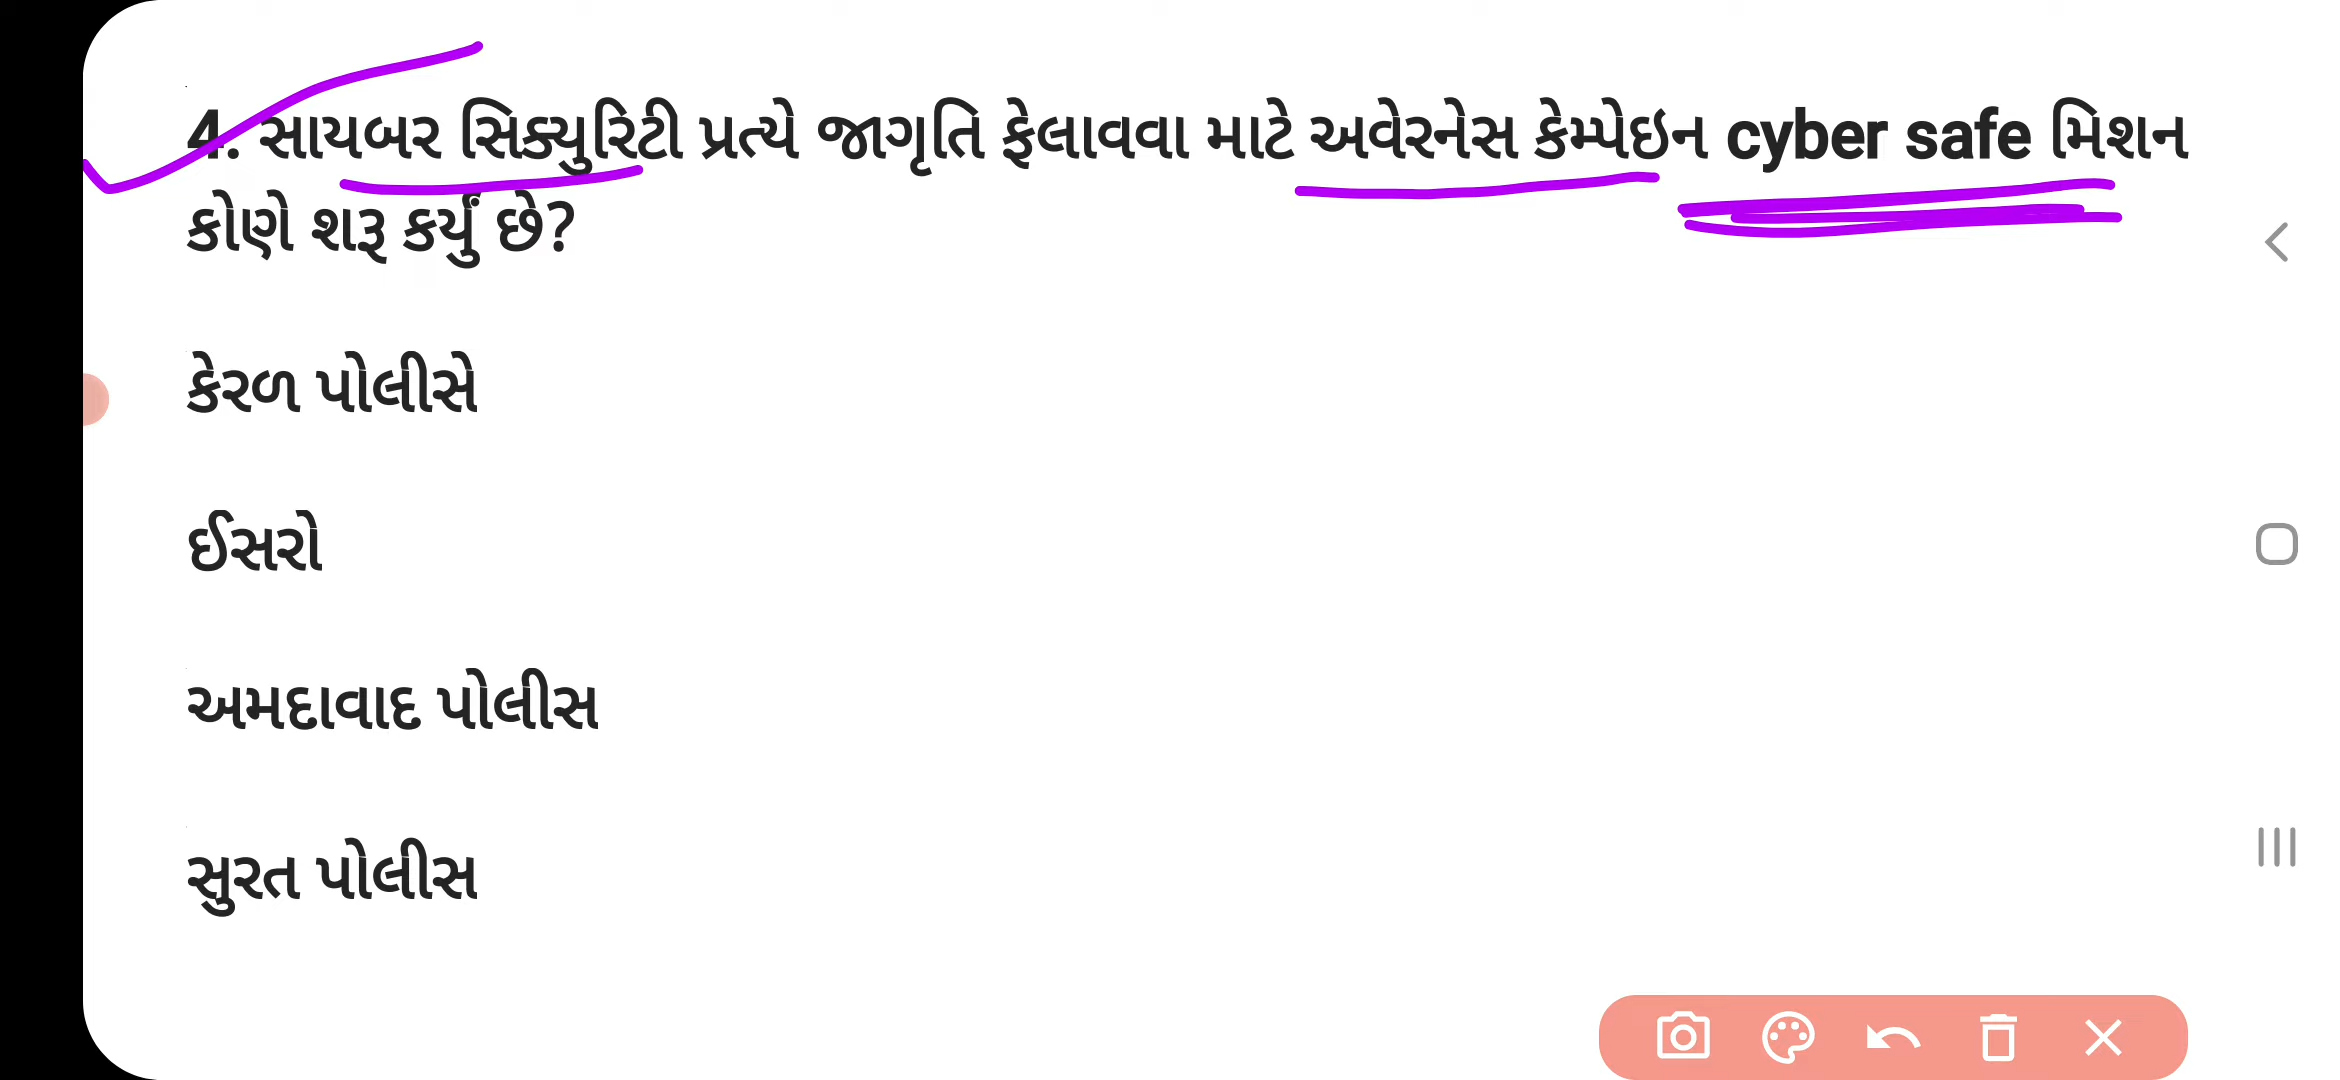 4. સાયબર સિક્યુરિટી પ્રત્યે જાગૃતિ ફેલાવવા માટે અવેરનેસ કેમ્પેઇન cyber safe મિશન
કોણે શરૂ કર્યું છે?
કેરળ પોલીસે
ઈસરો
અમદાવાદ પોલીસ
સુરત પોલીસ